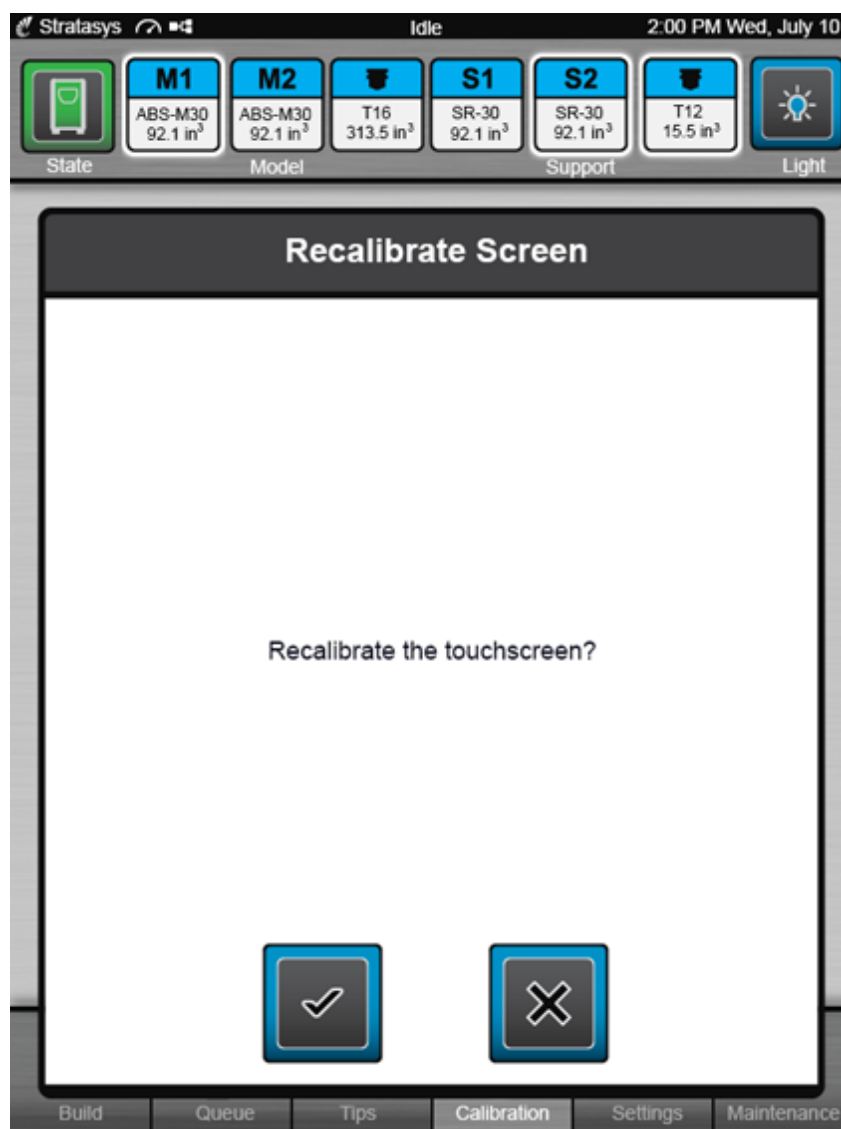 Stratasys Idle 2:00 PM Wed, July 10
M1 M2 S1 S2
ABS-M30 ABS-M30 T16 SR-30 SR-30 T12
92.1 in³ 92.1 in³ 313.5 in³ 92.1 in³ 92.1 in³ 15.5 in³
State Model Support Light
Recalibrate Screen
Recalibrate the touchscreen?
Build Queue Tips Calibration Settings Maintenance